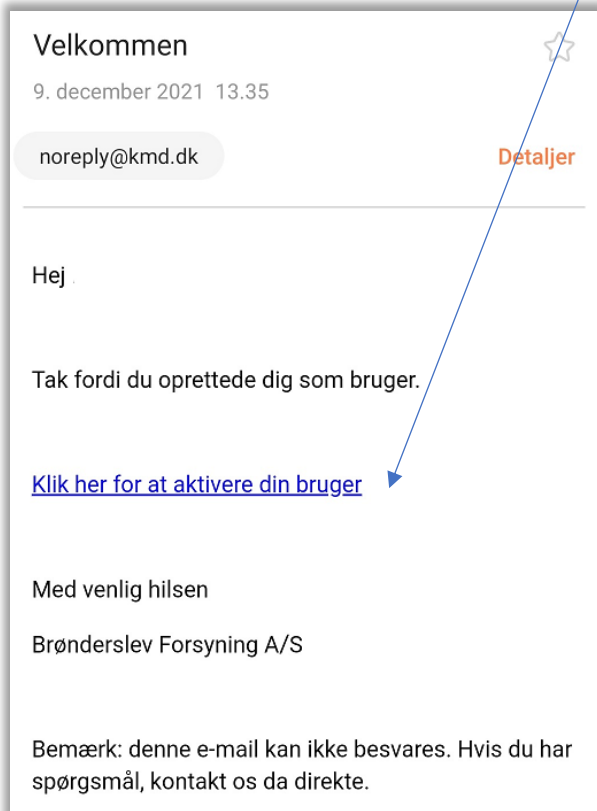 Velkommen
9. december 2021 13.35
noreply@kmd.dk
Detaljer
Hej
Tak fordi du oprettede dig som bruger.
Klik her for at aktivere din bruger
Med venlig hilsen
Brønderslev Forsyning A/S
Bemærk: denne e-mail kan ikke besvares. Hvis du har
spørgsmål, kontakt os da direkte.